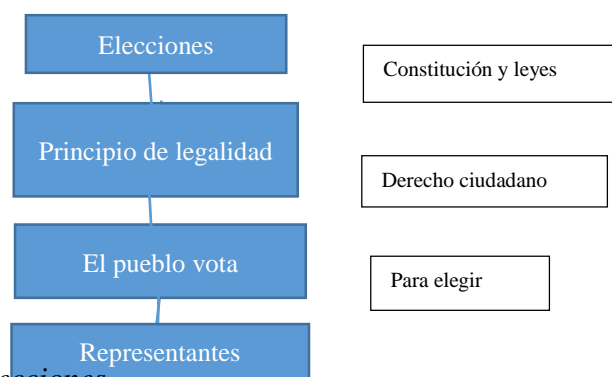 Elecciones
Constitución y leyes
Principio de legalidad
Derecho ciudadano
El pueblo vota
Para elegir
Representantes